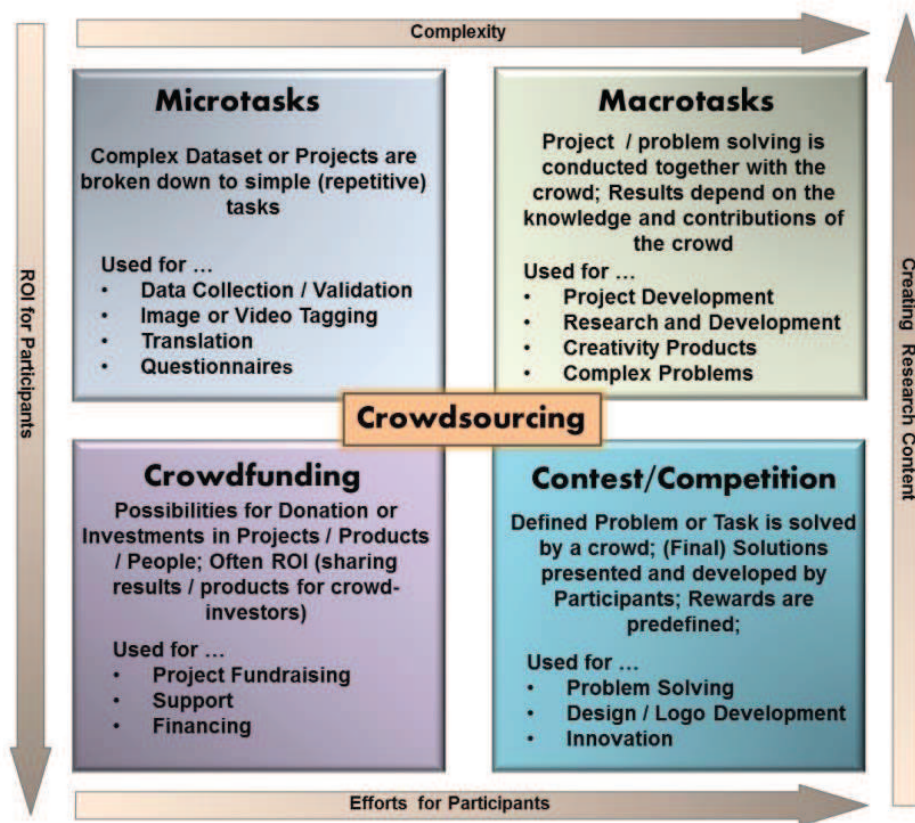 Complexity
ROI for Participants
Microtasks
Complex Dataset or Projects are
broken down to simple (repetitive)
tasks
Used for ...
• Data Collection / Validation
• Image or Video Tagging
• Translation
• Questionnaires
Macrotasks
Project / problem solving is
conducted together with the
crowd; Results depend on the
knowledge and contributions of
the crowd
Used for ...
• Project Development
• Research and Development
• Creativity Products
• Complex Problems
Creating Research Content
Crowdsourcing
Crowdfunding
Possibilities for Donation or
Investments in Projects / Products
/ People; Often ROI (sharing
results / products for crowd-
investors)
Used for ...
• Project Fundraising
• Support
• Financing
Contest/Competition
Defined Problem or Task is solved
by a crowd; (Final) Solutions
presented and developed by
Participants; Rewards are
predefined;
Used for ...
• Problem Solving
• Design / Logo Development
• Innovation
Efforts for Participants